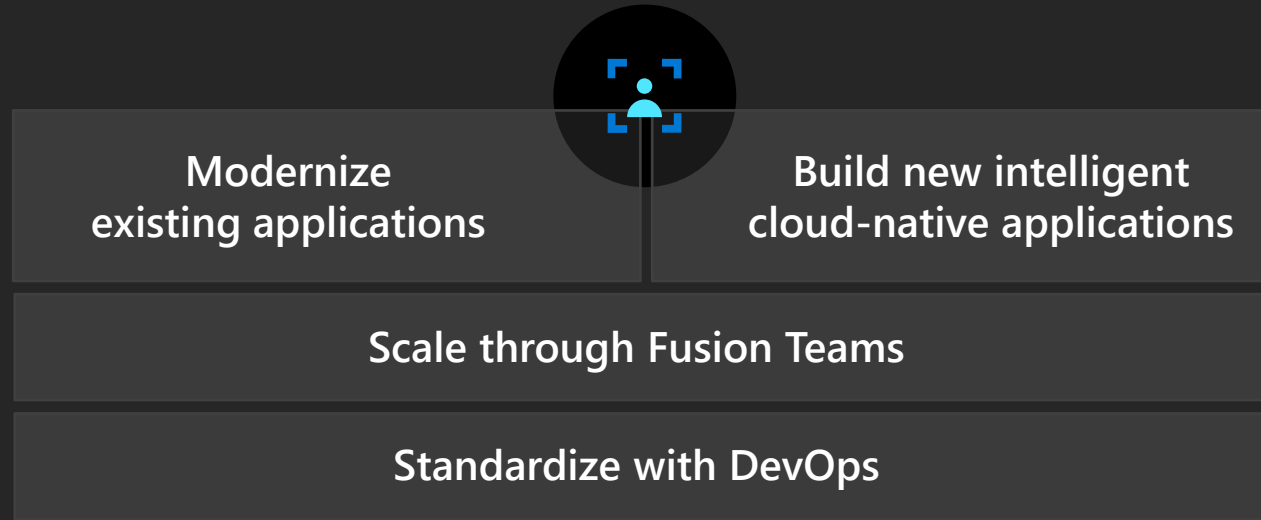 Modernize
existing applications
Build new intelligent
cloud-native applications
Scale through Fusion Teams
Standardize with DevOps